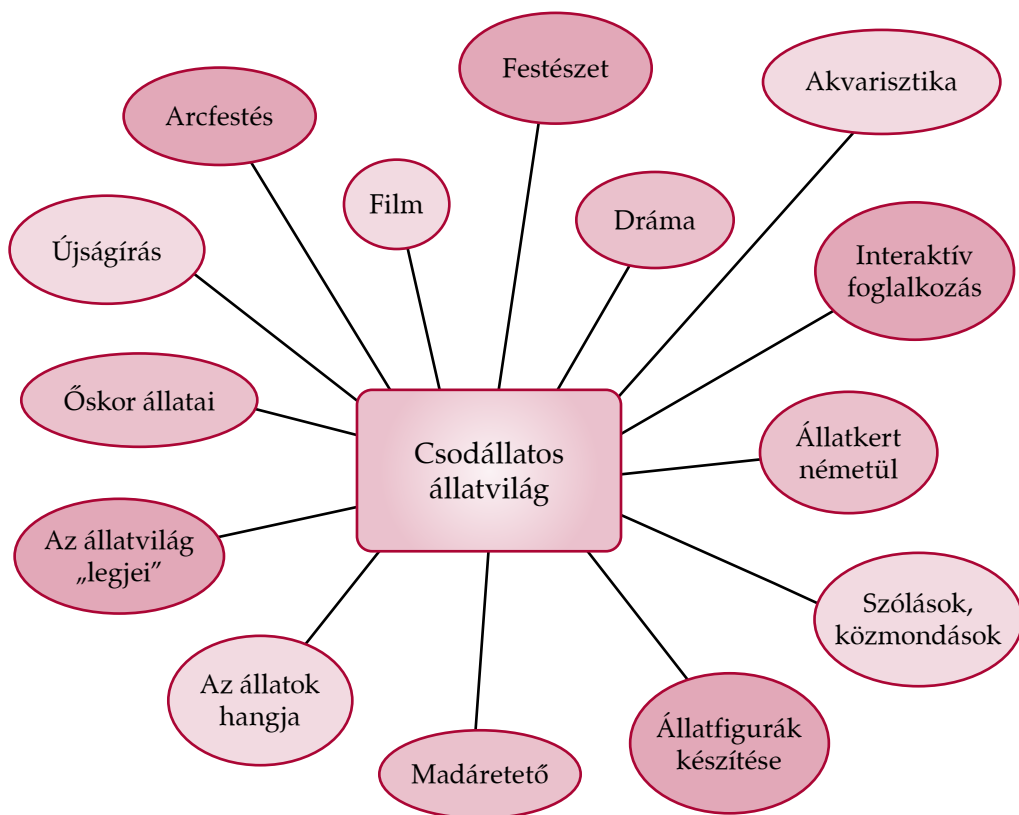 Festészet
Akvarisztika
Arcfestés
Film
Dráma
Újságírás
Interaktív
foglalkozás
Őskor állatai
Csodállatos
állatvilág
Állatkert
németül
Az állatvilág
„legjei”
Szólások,
közmondások
Az állatok
hangja
Állatfigurák
készítése
Madáretető